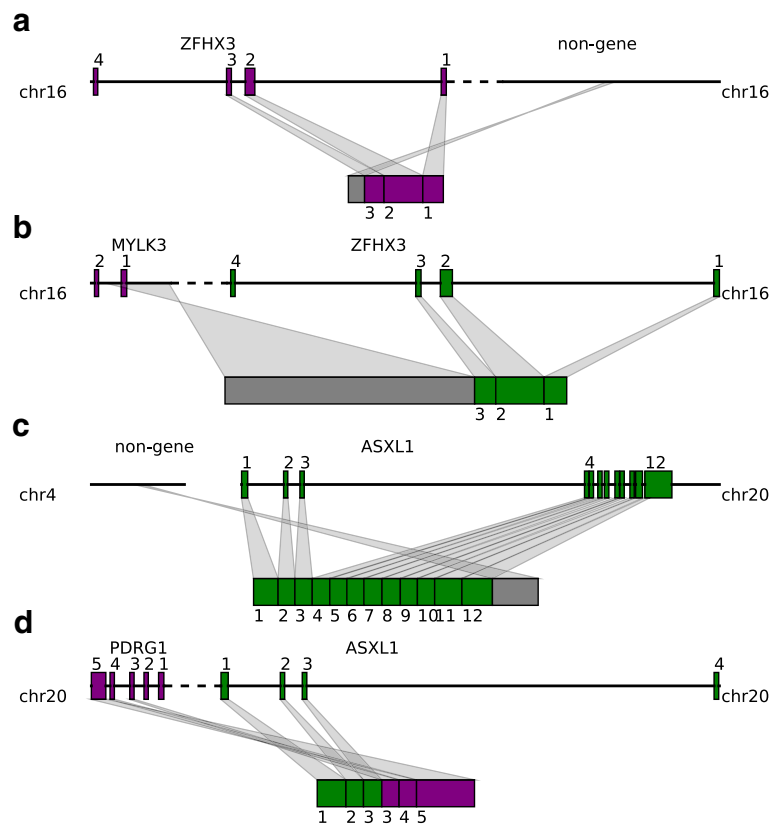 a
ZFHX3 non-gene
4 3 2 1
chr16 chr16
3 2 1
b
MYLK3 ZFHX3
2 1 4 3 2 1
chr16 chr16
3 2 1
c
non-gene ASXL1
1 2 3 4 12
chr4 chr20
1 2 3 4 5 6 7 8 9 10 11 12
d
PDRG1 ASXL1
5 4 3 2 1 1 2 3 4
chr20 chr20
1 2 3 3 4 5